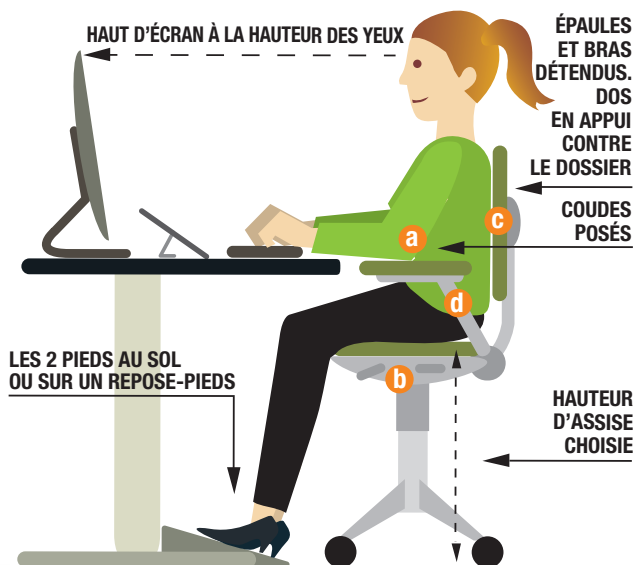 HAUT D'ÉCRAN À LA HAUTEUR DES YEUX
ÉPAULES
ET BRAS
DÉTENDUS.
DOS
EN APPUI
CONTRE
LE DOSSIER
c
a
COUDES
POSÉS
d
LES 2 PIEDS AU SOL
OU SUR UN REPOSE-PIEDS
b
HAUTEUR
D'ASSISE
CHOISIE